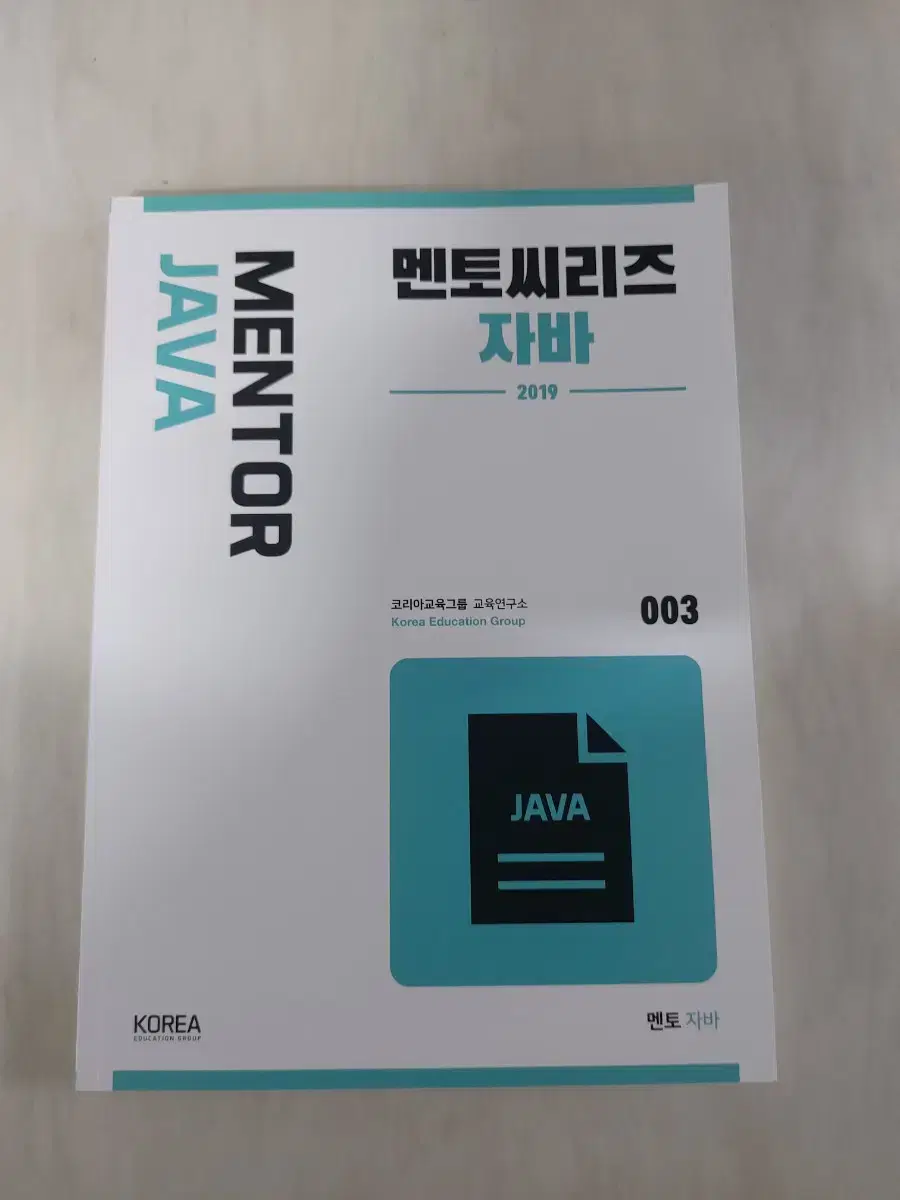 MENTOR
JAVA
멘토씨리즈
자바
2019
코리아교육그룹 교육연구소
Korea Education Group
003
JAVA
KOREA
EDUCATION GROUP
멘토 자바